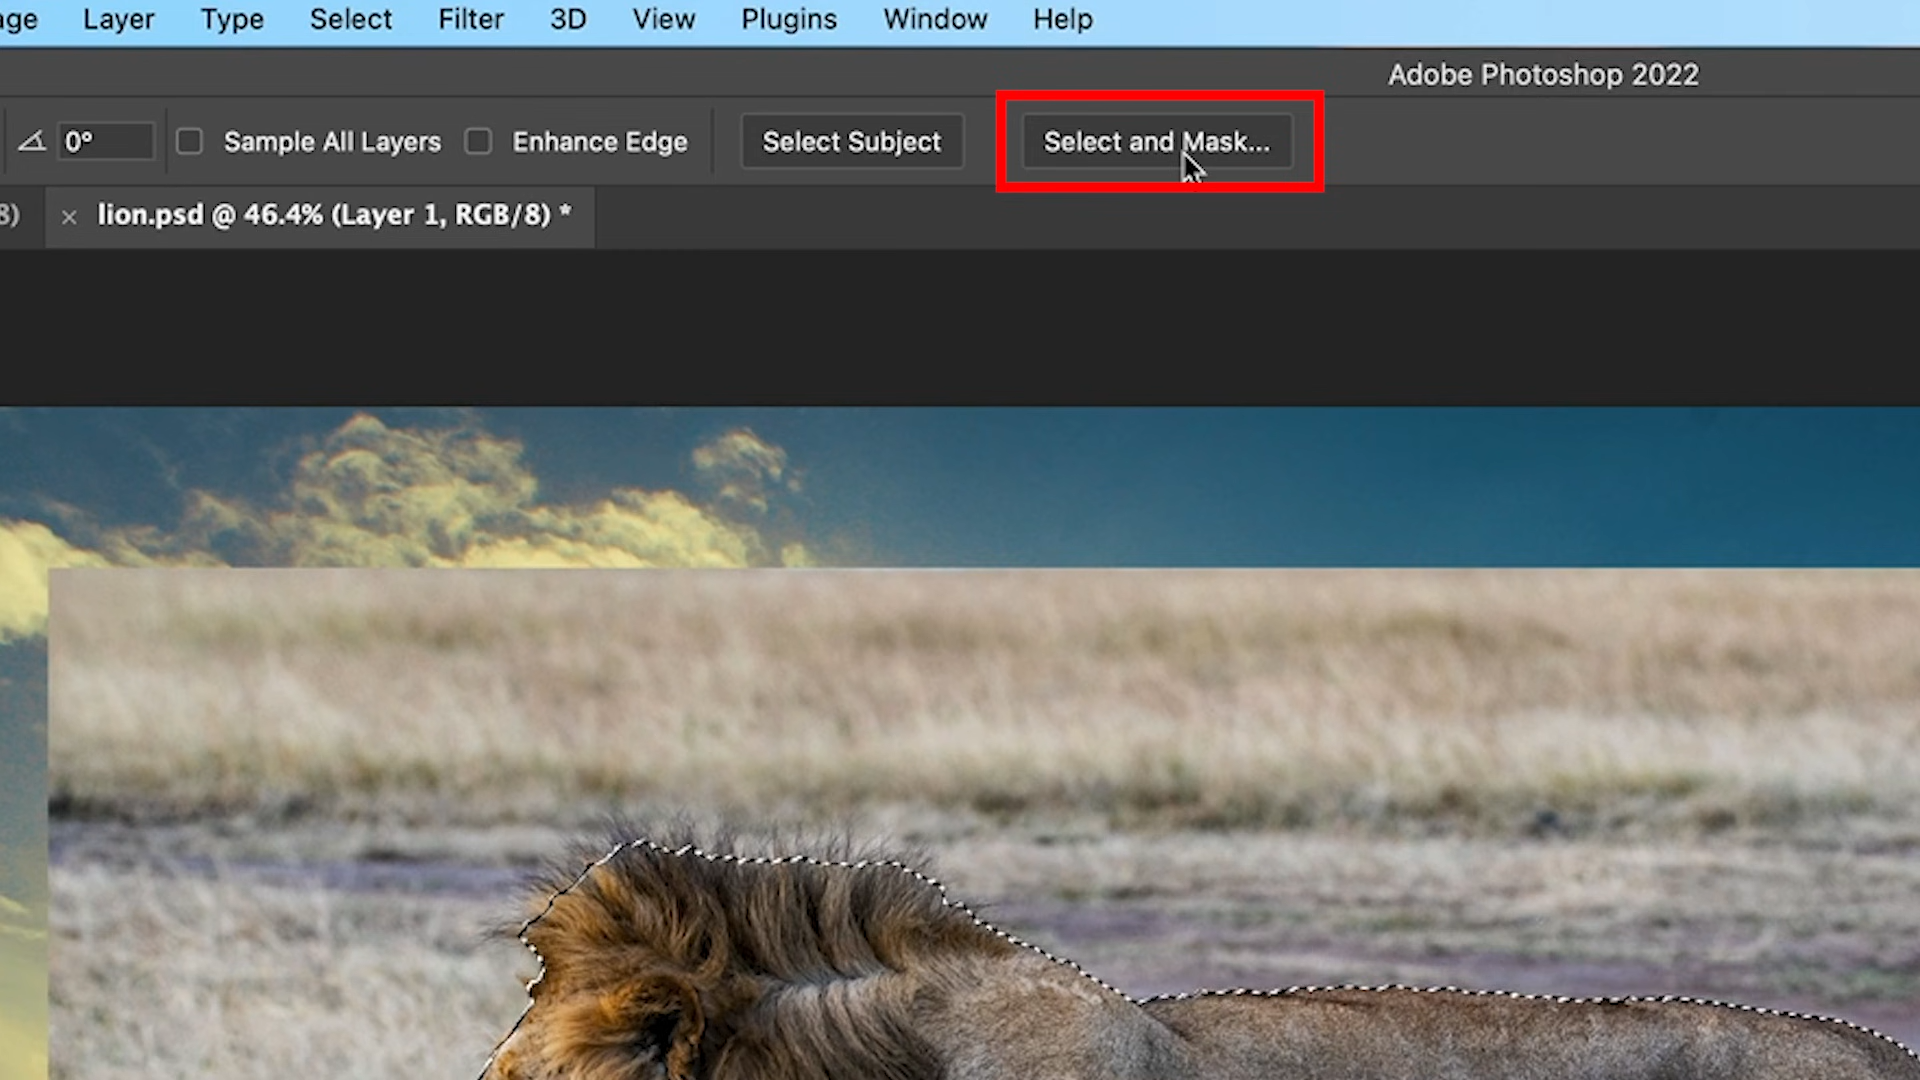 Layer Type Select Filter 3D View Plugins Window Help
Adobe Photoshop 2022
0° Sample All Layers Enhance Edge Select Subject Select and Mask...
8) × lion.psd @ 46.4% (Layer 1, RGB/8) *